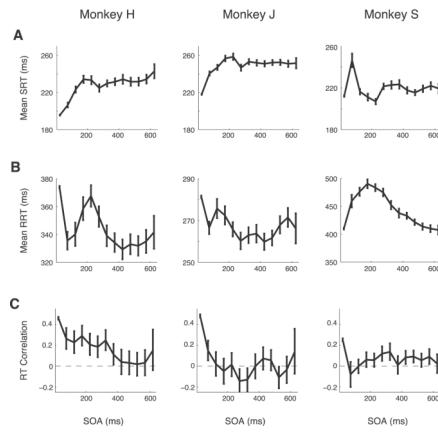 Monkey H Monkey J Monkey S
A
Mean SRT (ms)
260 260 260
220 220 220
180 180 180
200 400 600 200 400 600 200 400 600
B
Mean RRT (ms)
380 290 500
360 270 450
340 400
320 250 350
200 400 600 200 400 600 200 400 600
C
RT Correlation
0.4 0.4 0.4
0.2 0.2 0.2
0 0 0
−0.2 −0.2 −0.2
200 400 600 200 400 600 200 400 600
SOA (ms) SOA (ms) SOA (ms)